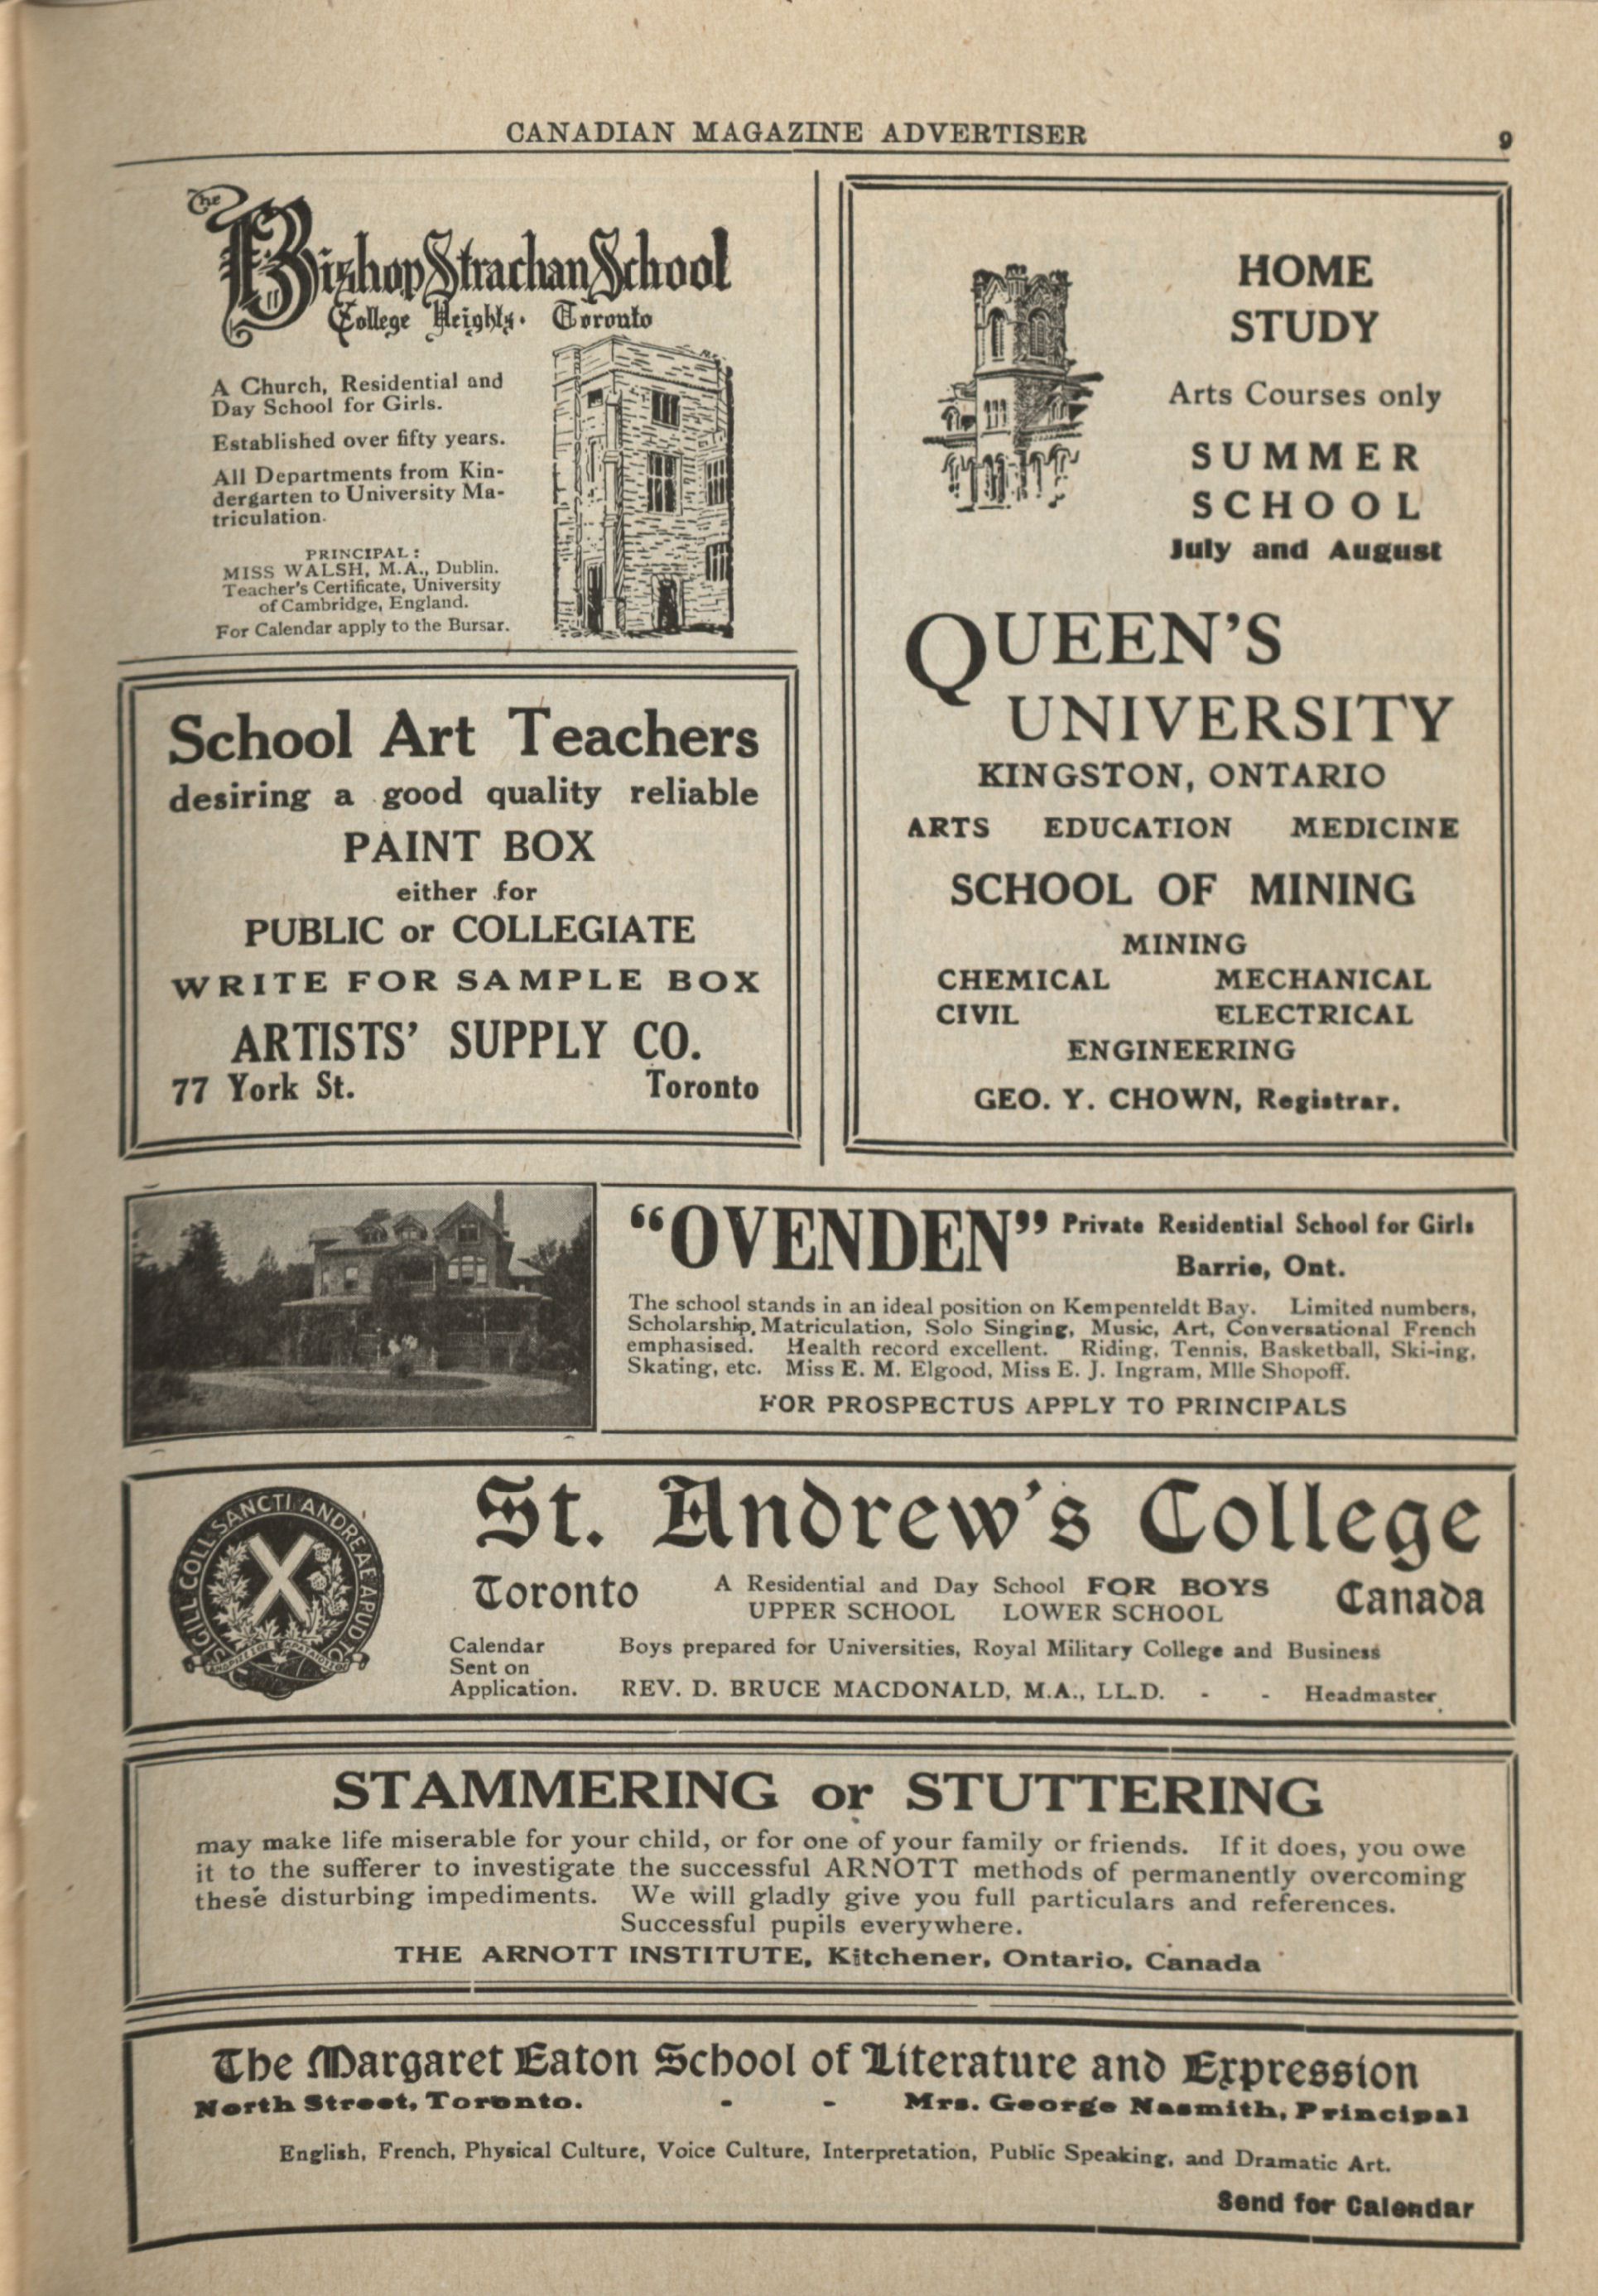 CANADIAN MAGAZINE ADVERTISER
9
The
Bishop Strachan School
College Heights. Toronto
A Church, Residential and
Day School for Girls.
Established over fifty years.
All Departments from Kin-
dergarten to University Ma-
triculation.
PRINCIPAL:
MISS WALSH, M.A., Dublin.
Teacher's Certificate, University
of Cambridge, England.
For Calendar apply to the Bursar.
School Art Teachers
desiring a good quality reliable
PAINT BOX
either for
PUBLIC or COLLEGIATE
WRITE FOR SAMPLE BOX
ARTISTS' SUPPLY CO.
77 York St. Toronto
HOME
STUDY
Arts Courses only
SUMMER
SCHOOL
July and August
QUEEN'S
UNIVERSITY
KINGSTON, ONTARIO
ARTS EDUCATION MEDICINE
SCHOOL OF MINING
MINING
CHEMICAL MECHANICAL
CIVIL ELECTRICAL
ENGINEERING
GEO. Y. CHOWN, Registrar.
"OVENDEN" Private Residential School for Girls
Barrie, Ont.
The school stands in an ideal position on Kempenfeldt Bay. Limited numbers,
Scholarship, Matriculation, Solo Singing, Music, Art, Conversational French
emphasised. Health record excellent. Riding, Tennis, Basketball, Ski-ing,
Skating, etc. Miss E. M. Elgood, Miss E. J. Ingram, Mlle Shopoff.
FOR PROSPECTUS APPLY TO PRINCIPALS
SIGILL COLL SANCTI ANDREAE APUD TOR
St. Andrew's College
Toronto A Residential and Day School FOR BOYS Canada
UPPER SCHOOL LOWER SCHOOL
Calendar
Sent on
Application.
Boys prepared for Universities, Royal Military College and Business
REV. D. BRUCE MACDONALD, M.A., LL.D. - - Headmaster
STAMMERING or STUTTERING
may make life miserable for your child, or for one of your family or friends. If it does, you owe
it to the sufferer to investigate the successful ARNOTT methods of permanently overcoming
these disturbing impediments. We will gladly give you full particulars and references.
Successful pupils everywhere.
THE ARNOTT INSTITUTE, Kitchener, Ontario, Canada
The Margaret Eaton School of Literature and Expression
North Street, Toronto. - - Mrs. George Nasmith, Principal
English, French, Physical Culture, Voice Culture, Interpretation, Public Speaking, and Dramatic Art.
Send for Calendar